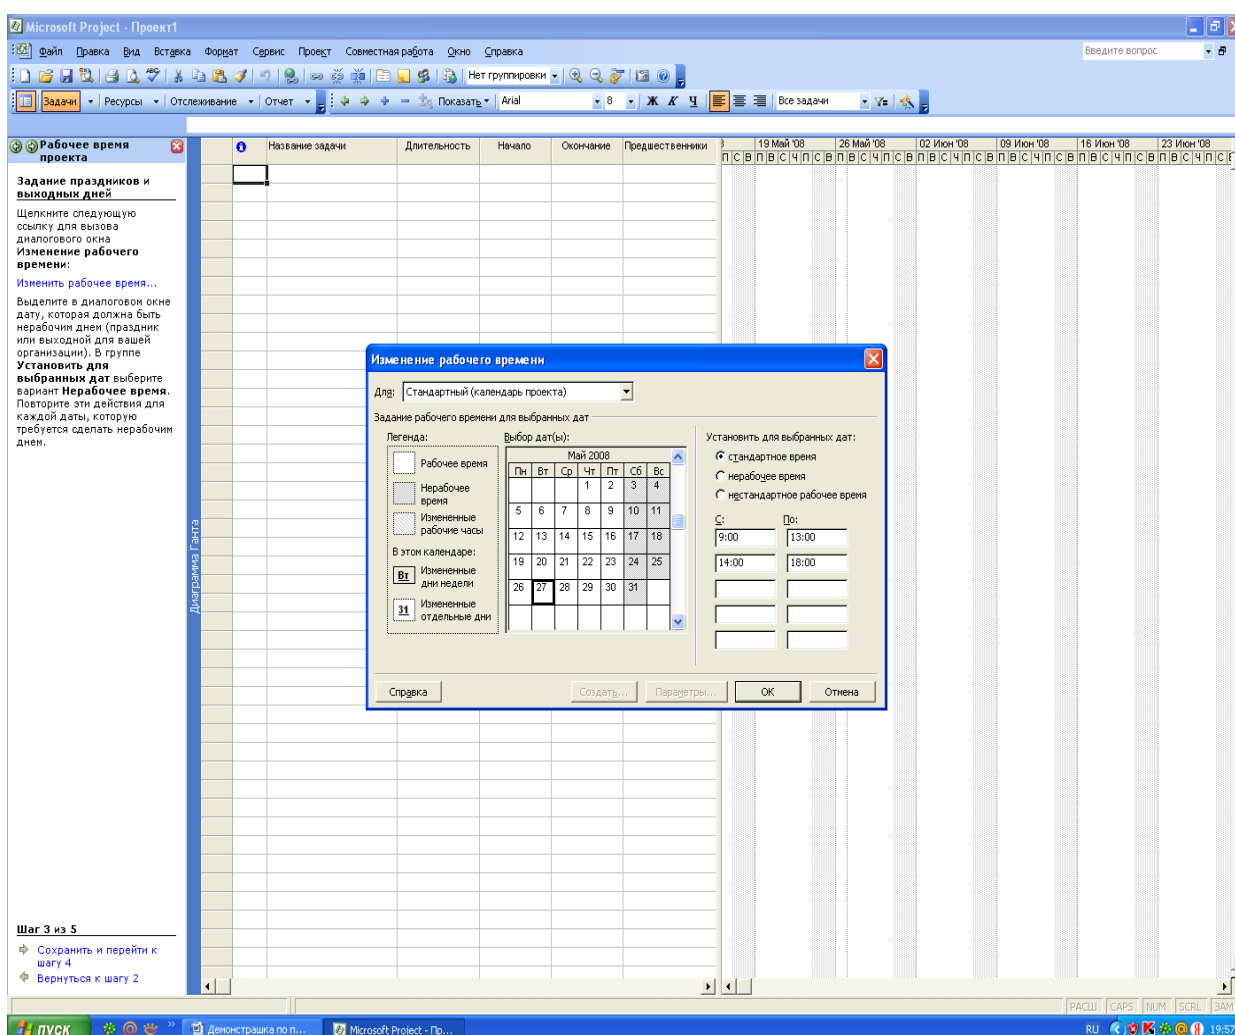 Microsoft Project - Проект1
Файл Правка Вид Вставка Формат Сервис Проект Совместная работа Окно Справка
Введите вопрос
Нет группировки
Задачи Ресурсы Отслеживание Отчет Показать Arial 8 Ж К Ч Все задачи
Рабочее время проекта
Задание праздников и выходных дней
Щелкните следующую
ссылку для вызова
диалогового окна
Изменение рабочего
времени:
Изменить рабочее время...
Выделите в диалоговом окне
дату, которая должна быть
нерабочим днем (праздник
или выходной для вашей
организации). В группе
Установить для
выбранных дат выберите
вариант Нерабочее время.
Повторите эти действия для
каждой даты, которую
требуется сделать нерабочим
днем.
Шаг 3 из 5
Сохранить и перейти к
шагу 4
Вернуться к шагу 2
Диаграмма Ганта
Название задачи Длительность Начало Окончание Предшественники
19 Май '08 26 Май '08 02 Июн '08 09 Июн '08 16 Июн '08 23 Июн '08
П С В П В С Ч П С В П В С Ч П С В П В С Ч П С В П В С Ч П С В П В С Ч П С В П В С Ч П С
Изменение рабочего времени
Для: Стандартный (календарь проекта)
Задание рабочего времени для выбранных дат
Легенда:
Рабочее время
Нерабочее
время
Измененные
рабочие часы
В этом календаре:
Вт Измененные
дни недели
31 Измененные
отдельные дни
Выбор дат(ы):
Май 2008
Пн Вт Ср Чт Пт Сб Вс
1 2 3 4
5 6 7 8 9 10 11
12 13 14 15 16 17 18
19 20 21 22 23 24 25
26 27 28 29 30 31
Установить для выбранных дат:
стандартное время
нерабочее время
нестандартное рабочее время
С: По:
9:00 13:00
14:00 18:00
Справка Создать... Параметры... ОК Отмена
РАСШ CAPS NUM SCRL ЗАМ
пуск Демонстрашка по п... Microsoft Project - Пр... RU 19:57